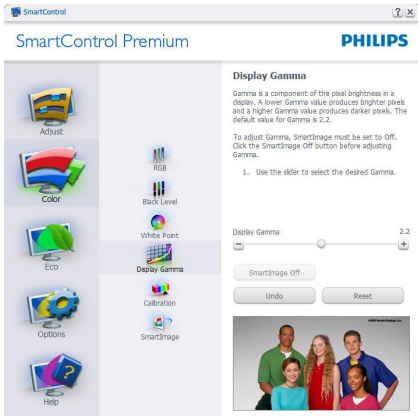 SmartControl
SmartControl Premium
PHILIPS
Adjust
Color
Eco
Options
Help
RGB
Black Level
White Point
Display Gamma
Calibration
SmartImage
Display Gamma
Gamma is a component of the pixel brightness in a
display. A lower Gamma value produces brighter pixels
and a higher Gamma value produces darker pixels. The
default value for Gamma is 2.2.
To adjust Gamma, SmartImage must be set to Off.
Click the SmartImage Off button before adjusting
Gamma.
1. Use the slider to select the desired Gamma.
Display Gamma 2.2
SmartImage Off
Undo Reset